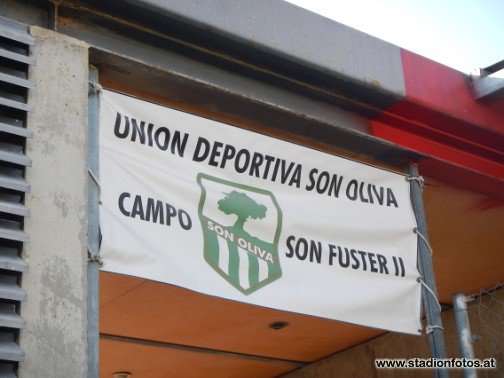 UNION DEPORTIVA SON OLIVA
CAMPO SON FUSTER II
SON OLIVA
www.stadionfotos.at